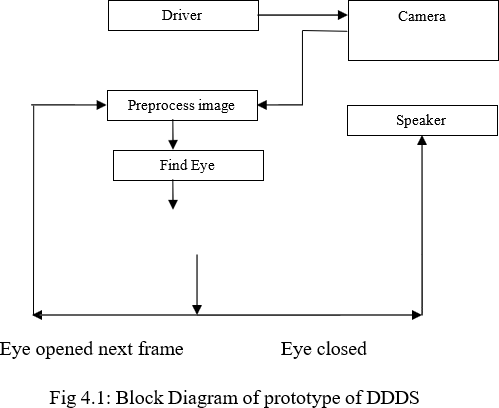 Driver
Camera
Preprocess image
Speaker
Find Eye
Eye opened next frame
Eye closed
Fig 4.1: Block Diagram of prototype of DDDS